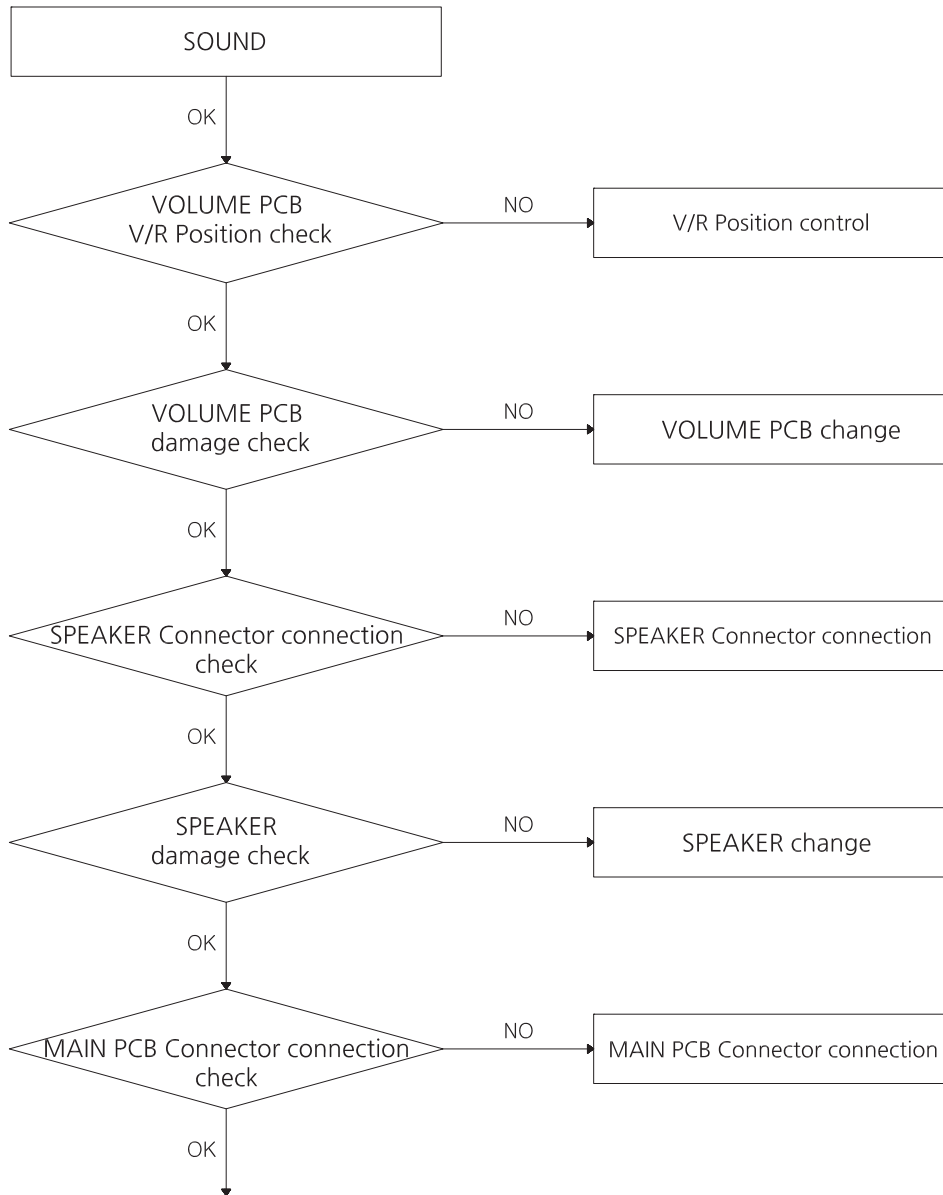 SOUND
OK
VOLUME PCB
V/R Position check
NO
V/R Position control
OK
VOLUME PCB
damage check
NO
VOLUME PCB change
OK
SPEAKER Connector connection
check
NO
SPEAKER Connector connection
OK
SPEAKER
damage check
NO
SPEAKER change
OK
MAIN PCB Connector connection
check
NO
MAIN PCB Connector connection
OK